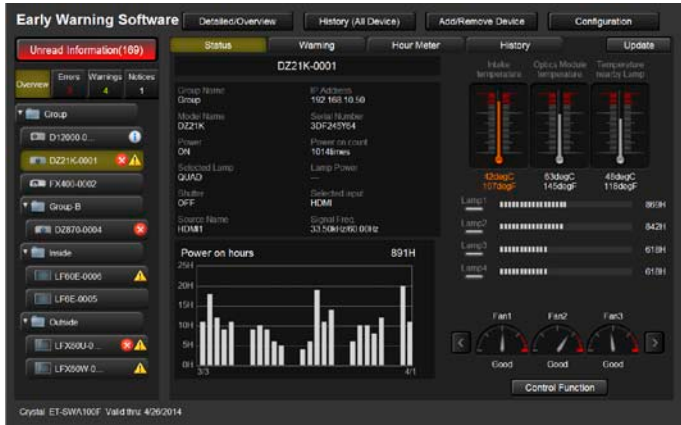 Early Warning Software
Detailed/Overview
History (All Device)
Add/Remove Device
Configuration
Unread Information(169)
Overview
Errors
3
Warnings
4
Notices
1
Group
D12000-0...
DZ21K-0001
FX400-0002
Group-B
DZ870-0004
Inside
LF60E-0006
LF6E-0005
Outside
LFX60U-0...
LFX60W-0...
Status
Warning
Hour Meter
History
Update
DZ21K-0001
Group Name
Group
IP Address
192.168.10.50
Model Name
DZ21K
Serial Number
3DF245Y64
Power
ON
Power on count
1014times
Selected Lamp
QUAD
Lamp Power
---
Shutter
OFF
Selected input
HDMI
Source Name
HDMI1
Signal Freq.
33.50kHz/60.00Hz
Power on hours
891H
25H
20H
15H
10H
5H
0H
3/3
4/1
Intake temperature
Optics Module temperature
Temperature nearby Lamp
42degC
107degF
63degC
145degF
48degC
118degF
Lamp1
869H
Lamp2
842H
Lamp3
618H
Lamp4
618H
Fan1
Fan2
Fan3
Good
Good
Good
Control Function
Crystal ET-SWA100F Valid thru: 4/26/2014